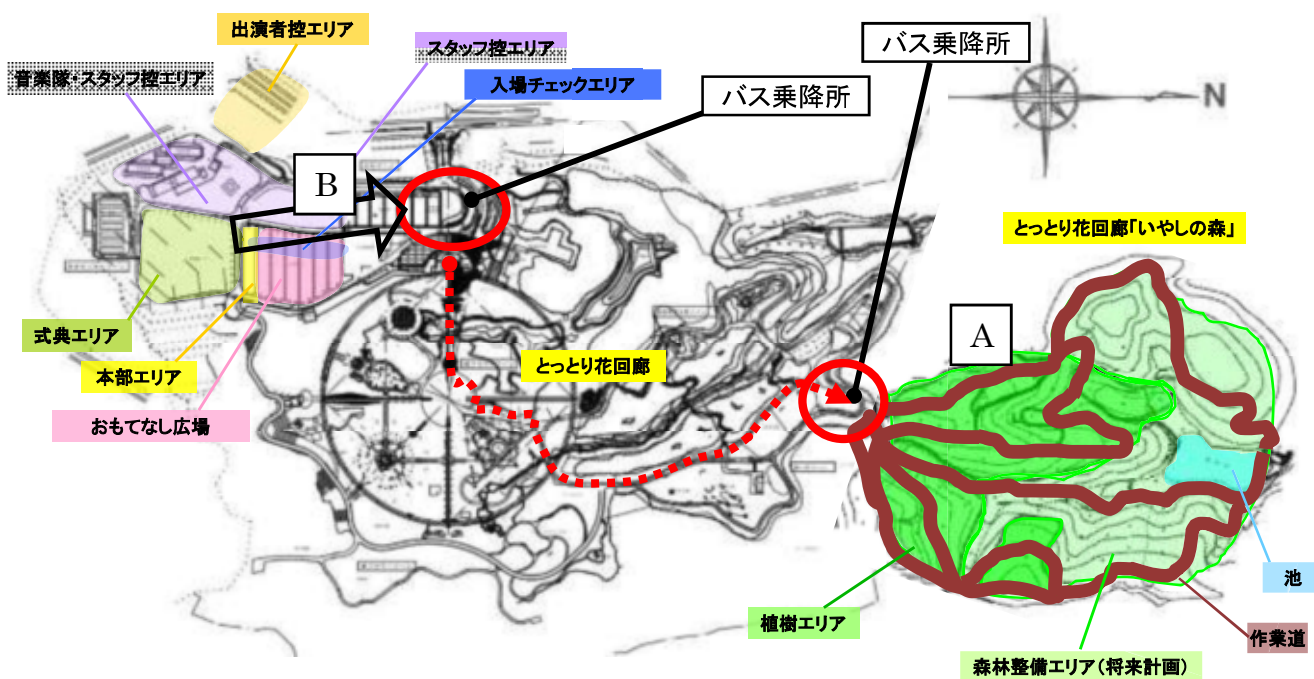 出演者控エリア
スタッフ控エリア
バス乗降所
音楽隊・スタッフ控エリア
入場チェックエリア
バス乗降所
N
B
とっとり花回廊「いやしの森」
A
式典エリア
とっとり花回廊
本部エリア
おもてなし広場
池
植樹エリア
作業道
森林整備エリア(将来計画)